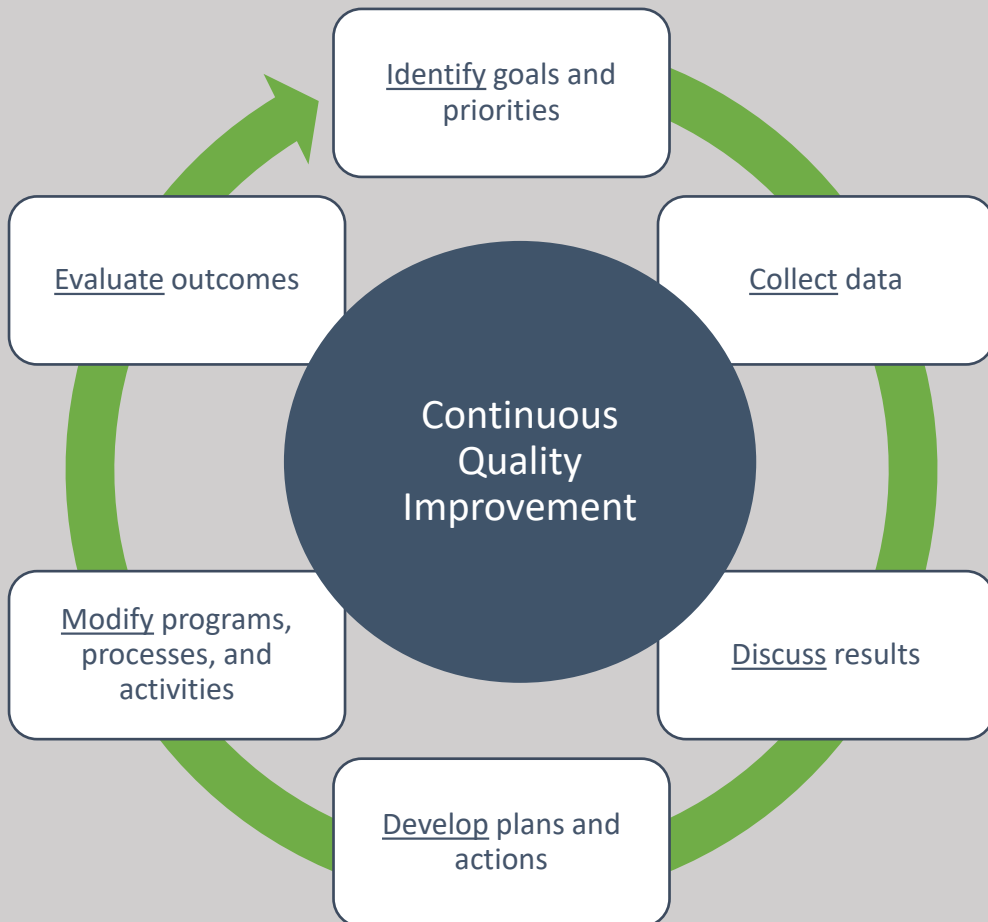 Identify goals and
priorities
Collect data
Discuss results
Develop plans and
actions
Modify programs,
processes, and
activities
Evaluate outcomes
Continuous
Quality
Improvement